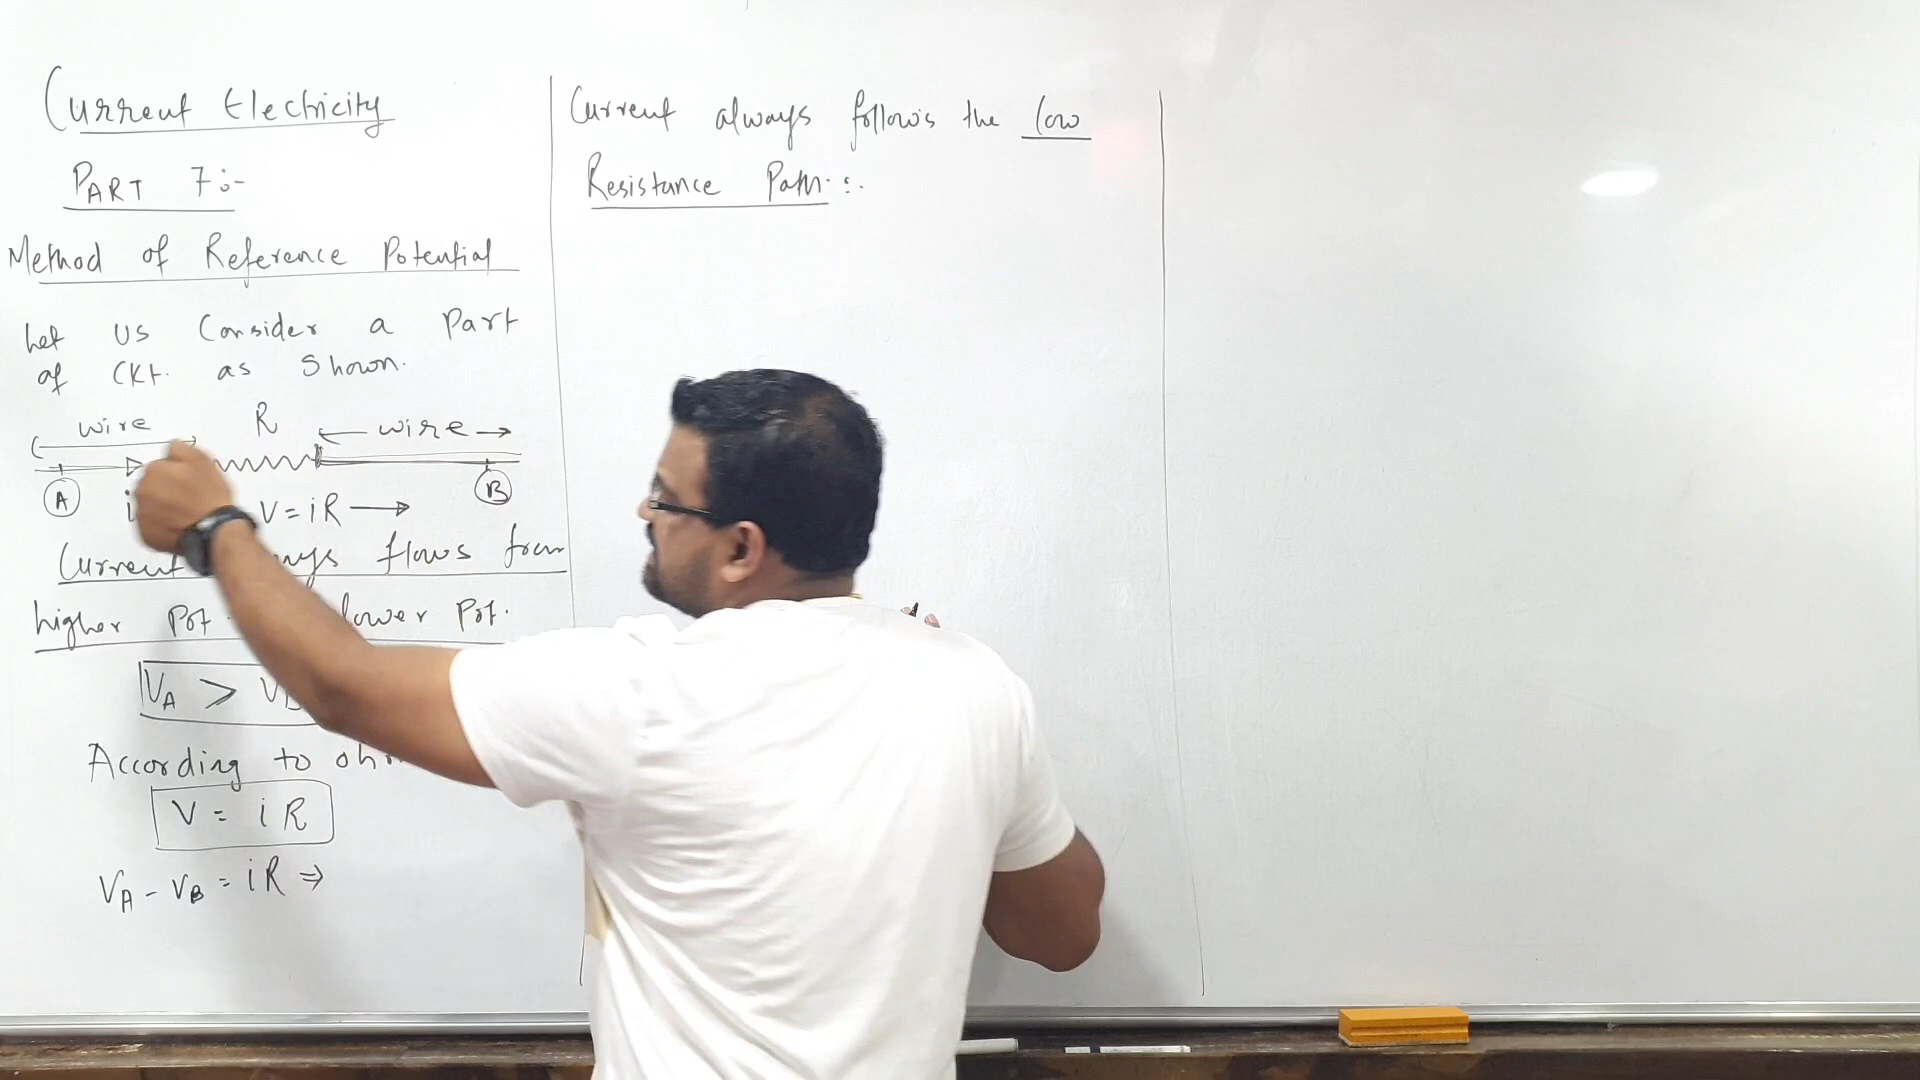 Current Electricity
PART 7:-
Method of Reference Potential
Let us Consider a part
of CKt. as Shown.
wire R wire
A i B
V = iR
Current flows from
higher Pot. lower Pot.
VA > V
According to
V = iR
VA - VB = iR ⇒
Current always follow's the low
Resistance Path :.